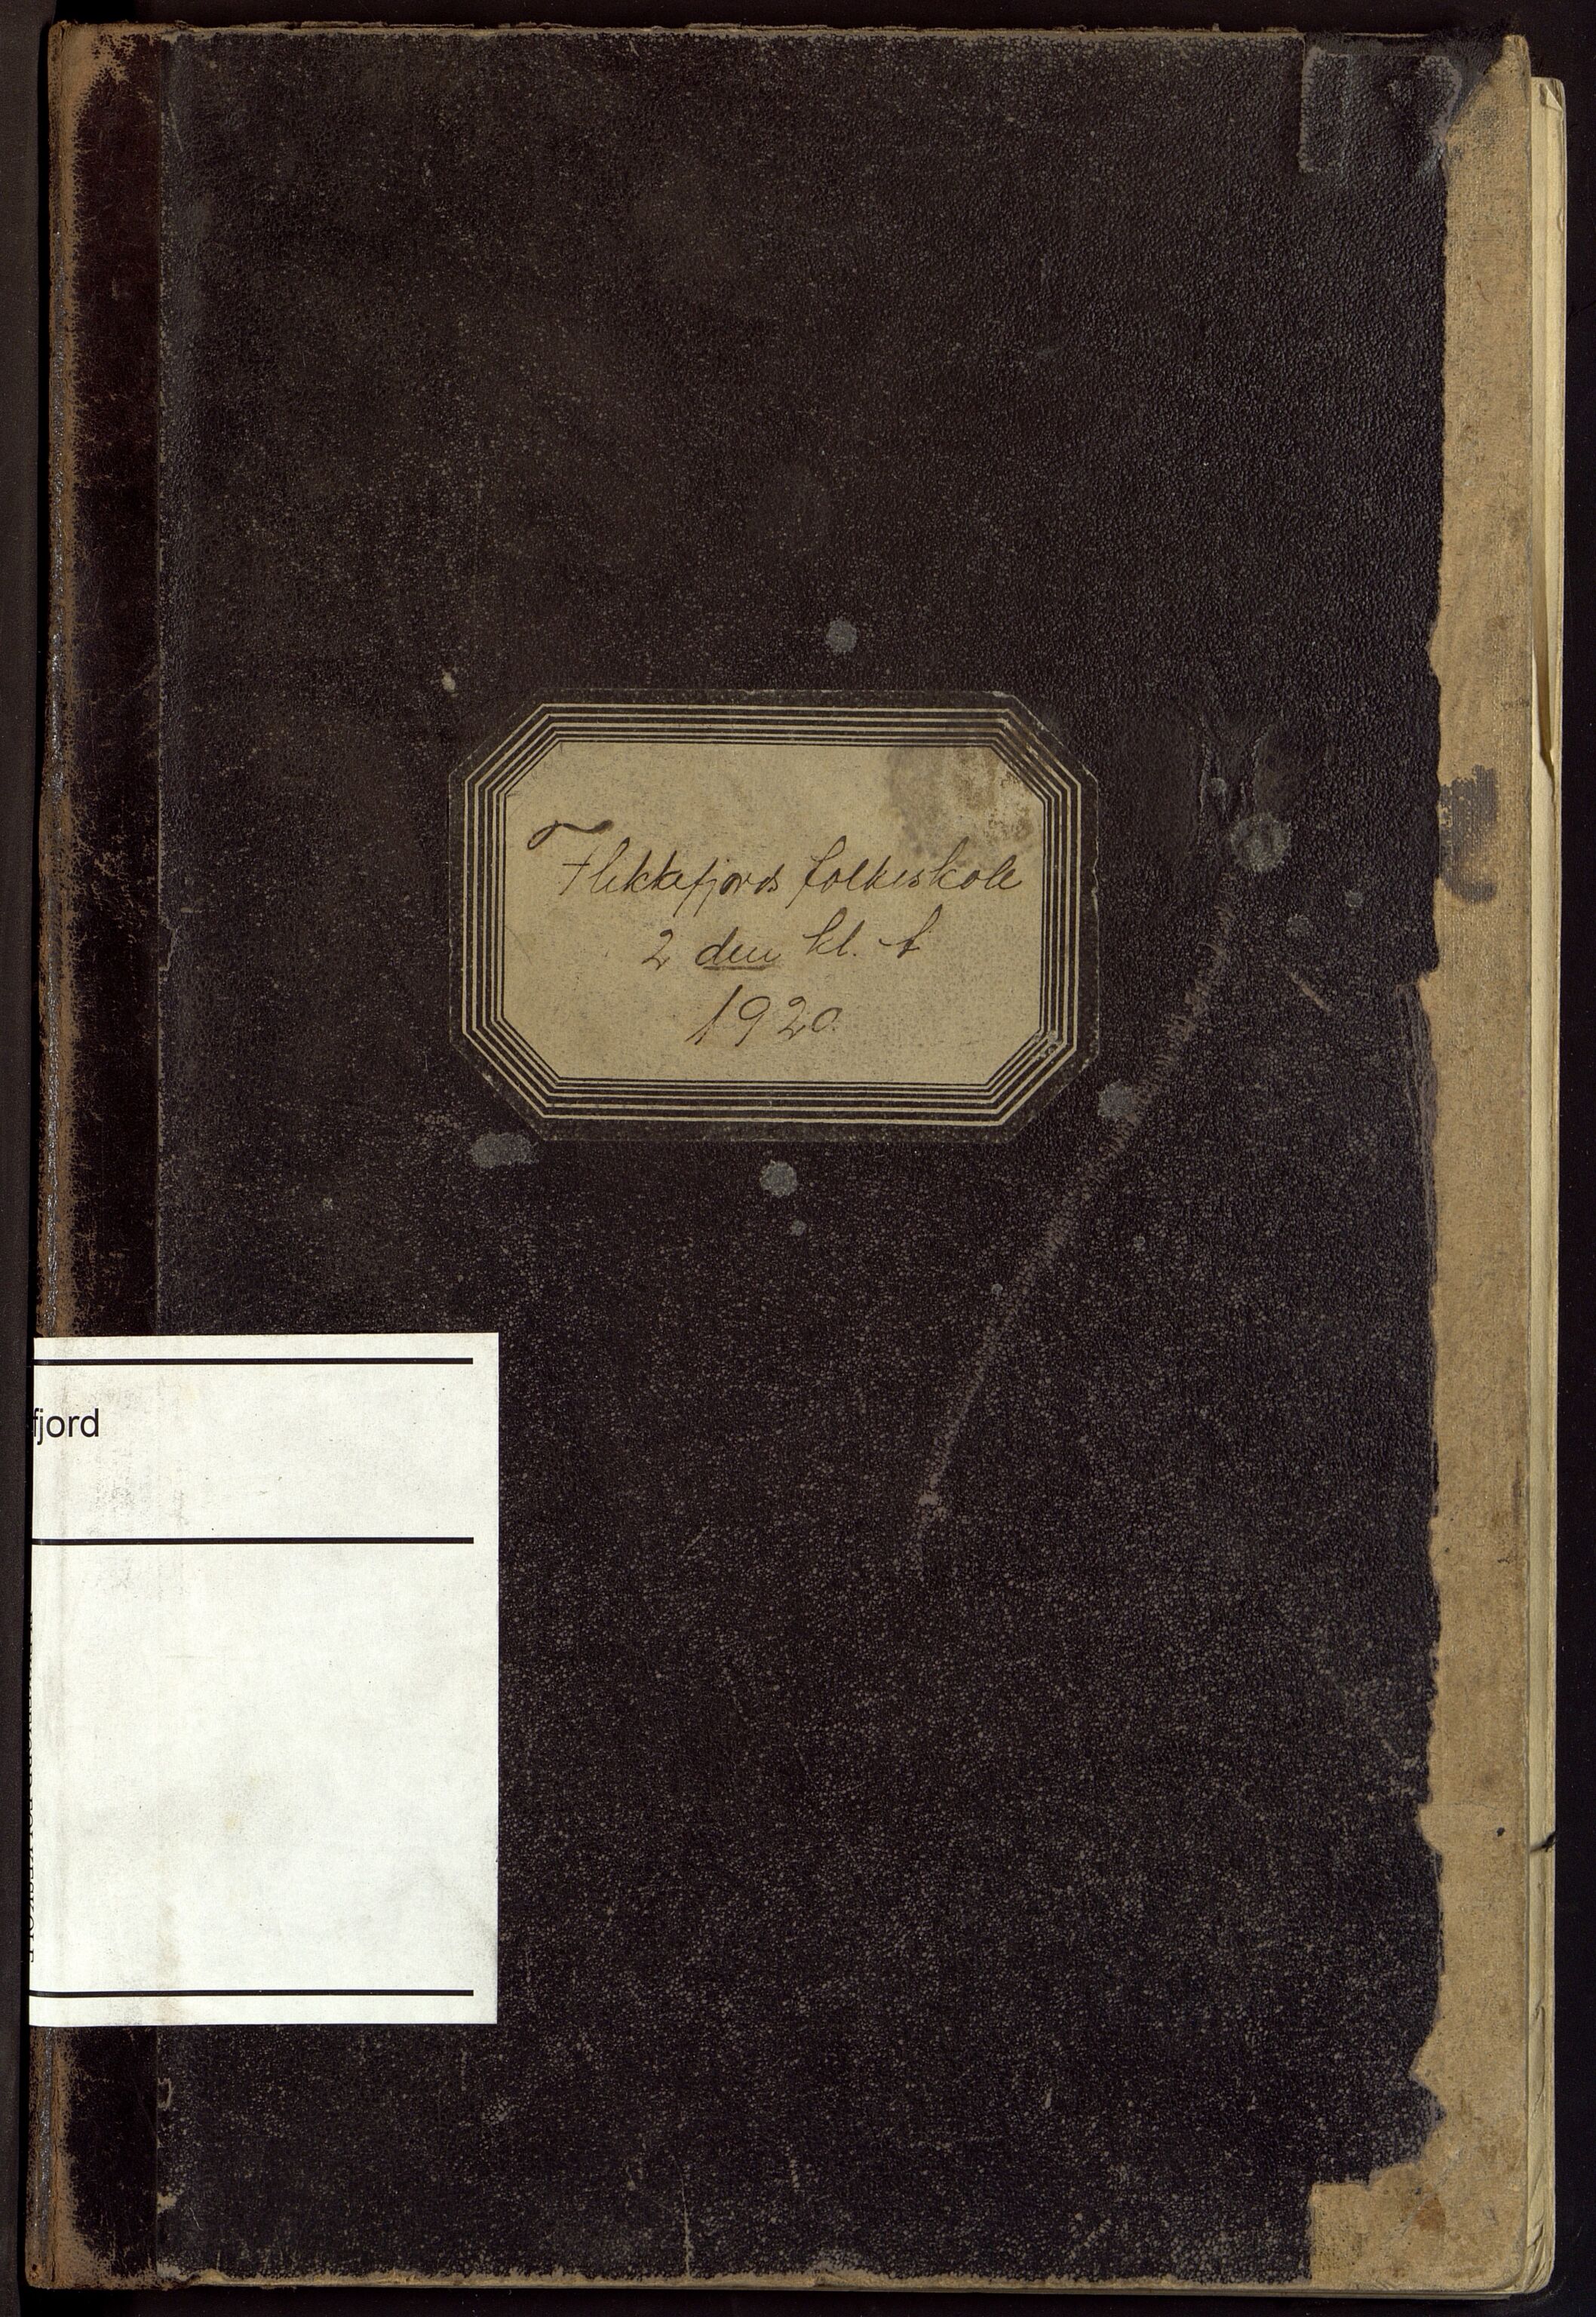 Flekkefjords folkeskole
2 den kl. A
1920.
fjord